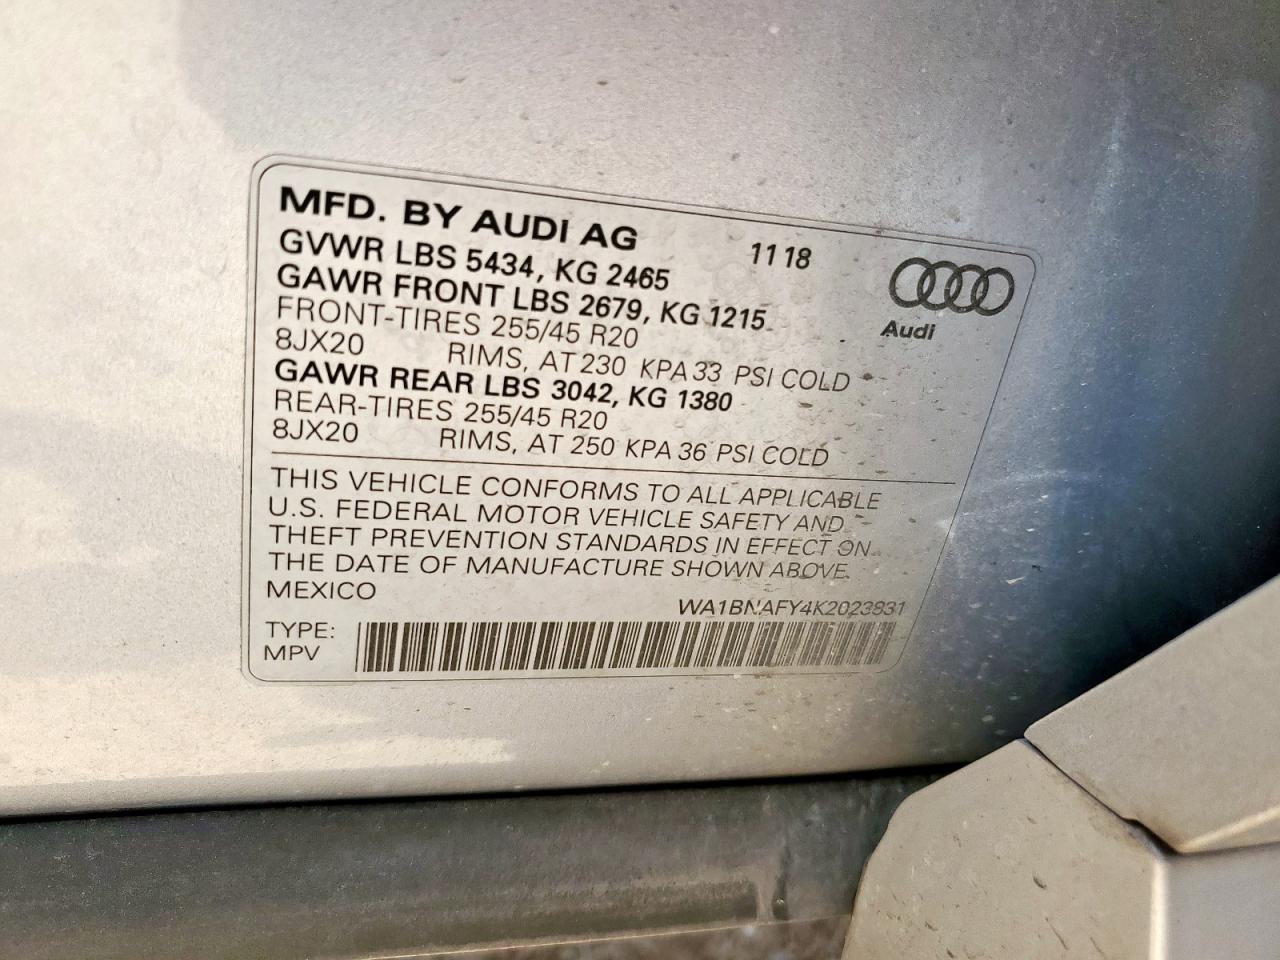 MFD. BY AUDI AG 11 18
GVWR LBS 5434, KG 2465
GAWR FRONT LBS 2679, KG 1215
FRONT-TIRES 255/45 R20
8JX20 RIMS, AT 230 KPA 33 PSI COLD
GAWR REAR LBS 3042, KG 1380
REAR-TIRES 255/45 R20
8JX20 RIMS, AT 250 KPA 36 PSI COLD
Audi
THIS VEHICLE CONFORMS TO ALL APPLICABLE
U.S. FEDERAL MOTOR VEHICLE SAFETY AND
THEFT PREVENTION STANDARDS IN EFFECT ON
THE DATE OF MANUFACTURE SHOWN ABOVE.
MEXICO
WA1BNAFY4K2023831
TYPE:
MPV